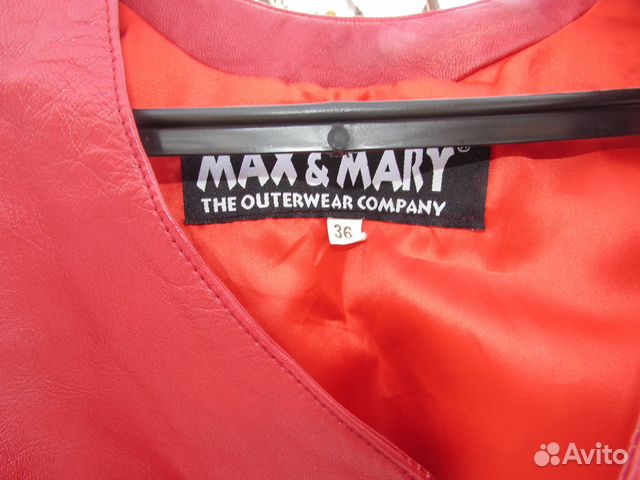 MAX & MARY®
THE OUTERWEAR COMPANY
36
Avito